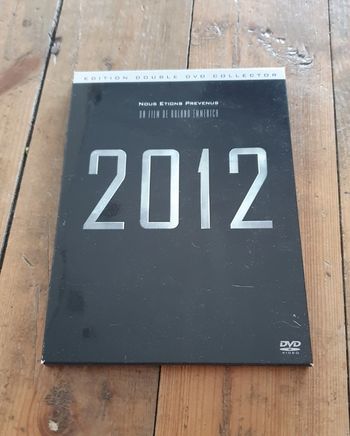 EDITION DOUBLE DVD COLLECTOR
NOUS ETIONS PREVENUS
UN FILM DE ROLAND EMMERICH
2012
DVD
VIDEO